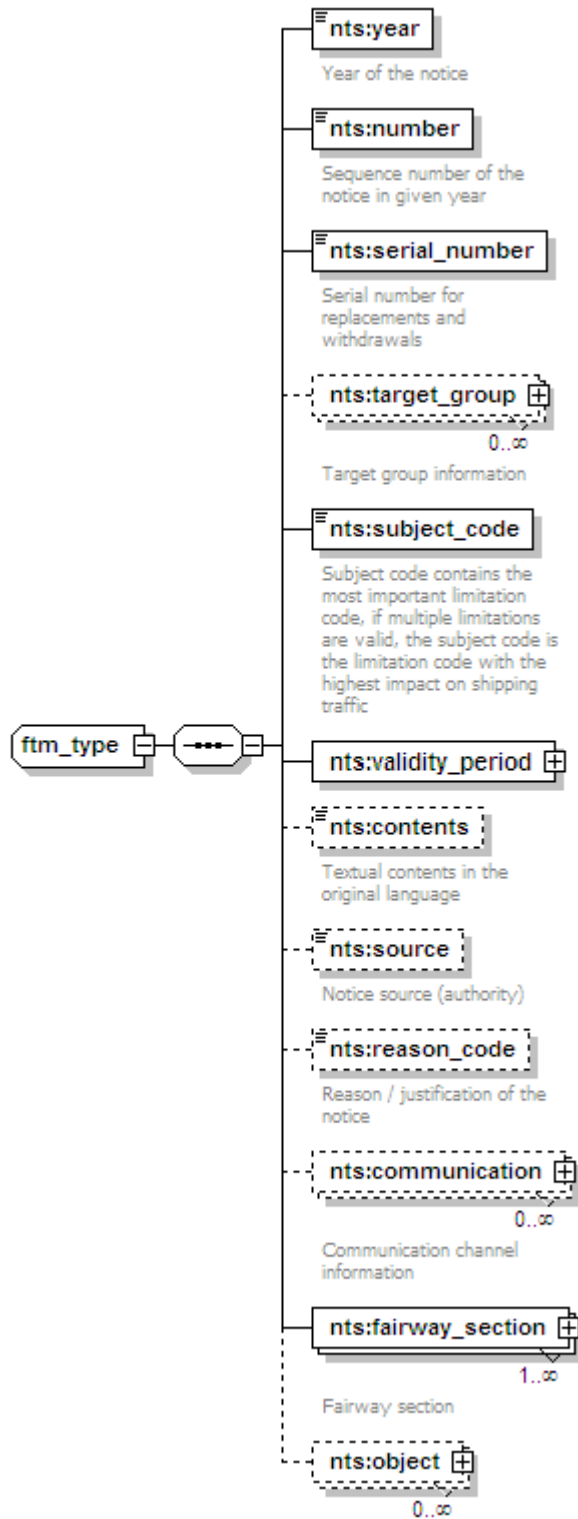 nts:year
Year of the notice
nts:number
Sequence number of the
notice in given year
nts:serial_number
Serial number for
replacements and
withdrawals
nts:target_group
0..∞
Target group information
nts:subject_code
Subject code contains the
most important limitation
code, if multiple limitations
are valid, the subject code is
the limitation code with the
highest impact on shipping
traffic
ftm_type
nts:validity_period
nts:contents
Textual contents in the
original language
nts:source
Notice source (authority)
nts:reason_code
Reason / justification of the
notice
nts:communication
0..∞
Communication channel
information
nts:fairway_section
1..∞
Fairway section
nts:object
0..∞